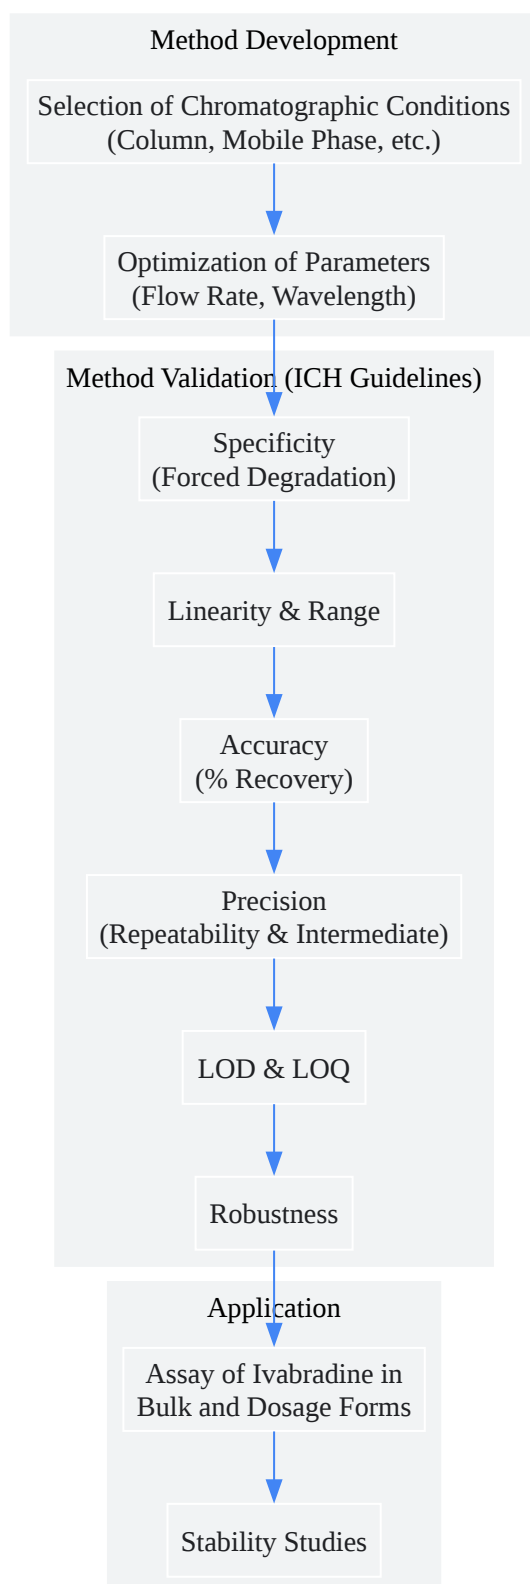 Method Development
Selection of Chromatographic Conditions
(Column, Mobile Phase, etc.)
Optimization of Parameters
(Flow Rate, Wavelength)
Method Validation (ICH Guidelines)
Specificity
(Forced Degradation)
Linearity & Range
Accuracy
(% Recovery)
Precision
(Repeatability & Intermediate)
LOD & LOQ
Robustness
Application
Assay of Ivabradine in
Bulk and Dosage Forms
Stability Studies